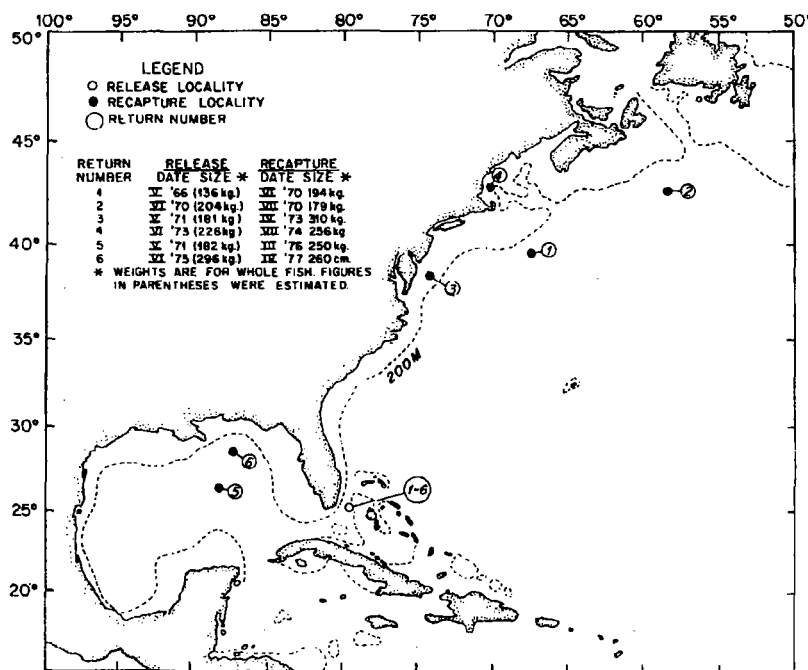 100° 95° 90° 85° 80° 75° 70° 65° 60° 55° 50°
50°
45°
40°
35°
30°
25°
20°
LEGEND
○ RELEASE LOCALITY
● RECAPTURE LOCALITY
◯ RETURN NUMBER
RETURN RELEASE RECAPTURE
NUMBER DATE SIZE * DATE SIZE *
1 V '66 (136 kg.) VII '70 194 kg.
2 VI '70 (204 kg.) VII '70 179 kg.
3 V '71 (181 kg.) IV '73 310 kg.
4 VI '73 (226 kg.) VIII '74 256 kg
5 V '71 (182 kg.) III '76 250 kg.
6 VI '75 (296 kg.) IV '77 260 cm.
* WEIGHTS ARE FOR WHOLE FISH. FIGURES
IN PARENTHESES WERE ESTIMATED.
4
2
1
3
200M
6
5
1-6